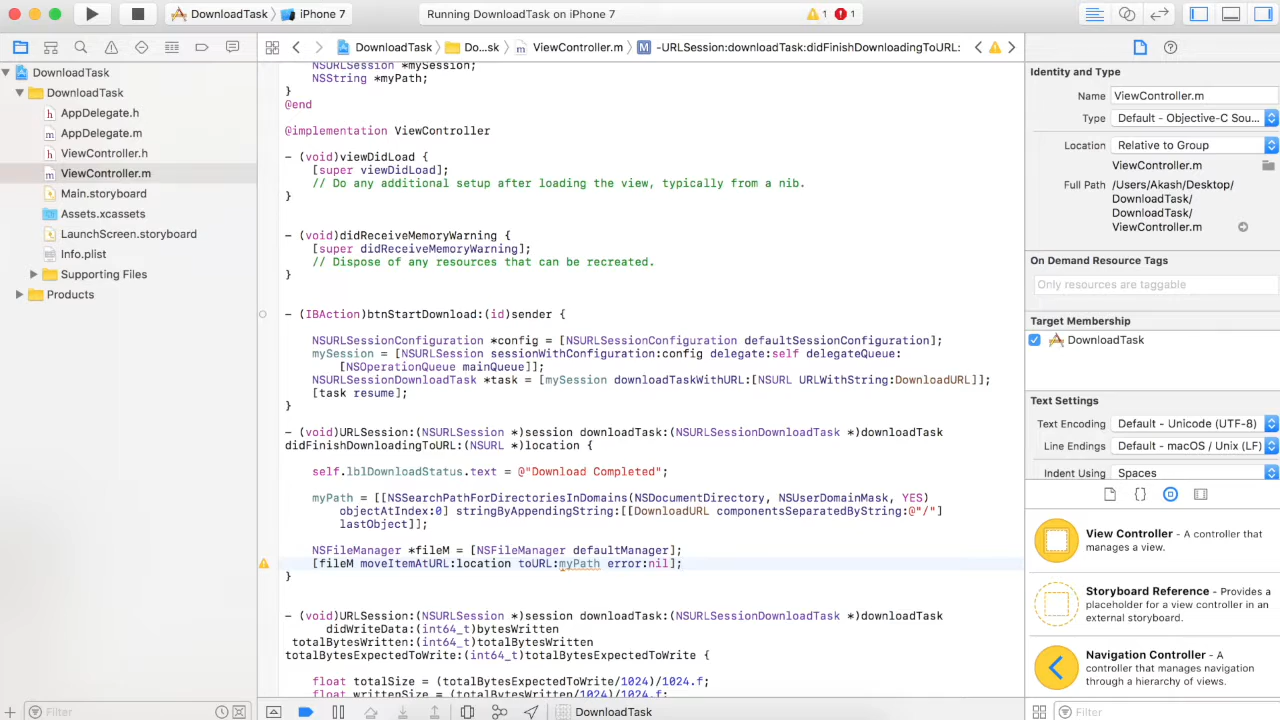 DownloadTask
iPhone 7
Running DownloadTask on iPhone 7
1
1
DownloadTask
Do...sk
ViewController.m
M
-URLSession:downloadTask:didFinishDownloadingToURL:
DownloadTask
DownloadTask
h AppDelegate.h
m AppDelegate.m
h ViewController.h
m ViewController.m
Main.storyboard
Assets.xcassets
LaunchScreen.storyboard
Info.plist
Supporting Files
Products
Filter
NSURLSession *mySession;
NSString *myPath;
}
@end
@implementation ViewController
- (void)viewDidLoad {
[super viewDidLoad];
// Do any additional setup after loading the view, typically from a nib.
}
- (void)didReceiveMemoryWarning {
[super didReceiveMemoryWarning];
// Dispose of any resources that can be recreated.
}
- (IBAction)btnStartDownload:(id)sender {
NSURLSessionConfiguration *config = [NSURLSessionConfiguration defaultSessionConfiguration];
mySession = [NSURLSession sessionWithConfiguration:config delegate:self delegateQueue:
[NSOperationQueue mainQueue]];
NSURLSessionDownloadTask *task = [mySession downloadTaskWithURL:[NSURL URLWithString:DownloadURL]];
[task resume];
}
- (void)URLSession:(NSURLSession *)session downloadTask:(NSURLSessionDownloadTask *)downloadTask
didFinishDownloadingToURL:(NSURL *)location {
self.lblDownloadStatus.text = @"Download Completed";
myPath = [[NSSearchPathForDirectoriesInDomains(NSDocumentDirectory, NSUserDomainMask, YES)
objectAtIndex:0] stringByAppendingString:[[DownloadURL componentsSeparatedByString:@"/"]
lastObject]];
NSFileManager *fileM = [NSFileManager defaultManager];
[fileM moveItemAtURL:location toURL:myPath error:nil];
}
- (void)URLSession:(NSURLSession *)session downloadTask:(NSURLSessionDownloadTask *)downloadTask
didWriteData:(int64_t)bytesWritten
totalBytesWritten:(int64_t)totalBytesWritten
totalBytesExpectedToWrite:(int64_t)totalBytesExpectedToWrite {
float totalSize = (totalBytesExpectedToWrite/1024)/1024.f;
float writtenSize = (totalBytesWritten/1024)/1024.f;
DownloadTask
Identity and Type
Name ViewController.m
Type Default - Objective-C Sou...
Location Relative to Group
ViewController.m
Full Path /Users/Akash/Desktop/
DownloadTask/
DownloadTask/
ViewController.m
On Demand Resource Tags
Only resources are taggable
Target Membership
DownloadTask
Text Settings
Text Encoding Default - Unicode (UTF-8)
Line Endings Default - macOS / Unix (LF)
Indent Using Spaces
View Controller - A controller that
manages a view.
Storyboard Reference - Provides a
placeholder for a view controller in an
external storyboard.
Navigation Controller - A
controller that manages navigation
through a hierarchy of views.
Filter